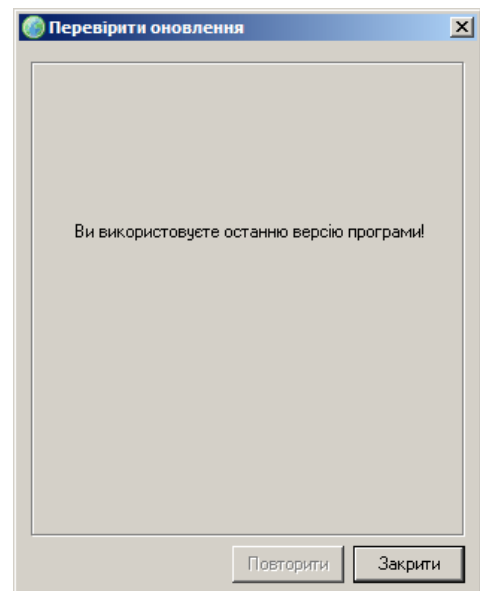 Перевірити оновлення
Ви використовуєте останню версію програми!
Повторити
Закрити